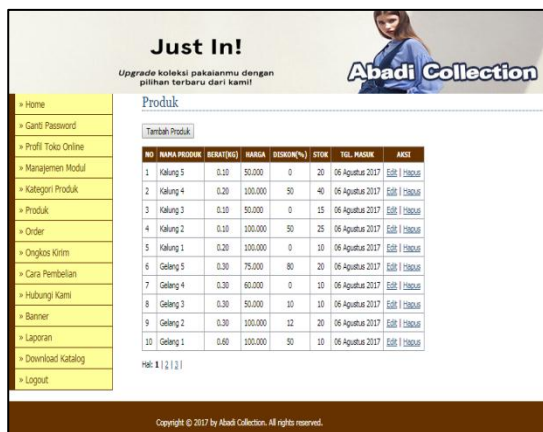 Just In!
Upgrade koleksi pakaianmu dengan
pilihan terbaru dari kami!
Abadi Collection
» Home
» Ganti Password
» Profil Toko Online
» Manajemen Modul
» Kategori Produk
» Produk
» Order
» Ongkos Kirim
» Cara Pembelian
» Hubungi Kami
» Banner
» Laporan
» Download Katalog
» Logout
Produk
Tambah Produk
NO NAMA PRODUK BERAT(KG) HARGA DISKON(%) STOK TGL. MASUK AKSI
1 Kalung 5 0.10 50.000 0 20 06 Agustus 2017 Edit | Hapus
2 Kalung 4 0.20 100.000 50 40 06 Agustus 2017 Edit | Hapus
3 Kalung 3 0.10 50.000 0 15 06 Agustus 2017 Edit | Hapus
4 Kalung 2 0.10 100.000 50 25 06 Agustus 2017 Edit | Hapus
5 Kalung 1 0.20 100.000 0 10 06 Agustus 2017 Edit | Hapus
6 Gelang 5 0.30 75.000 80 20 06 Agustus 2017 Edit | Hapus
7 Gelang 4 0.30 60.000 0 10 06 Agustus 2017 Edit | Hapus
8 Gelang 3 0.30 50.000 10 10 06 Agustus 2017 Edit | Hapus
9 Gelang 2 0.30 100.000 12 20 06 Agustus 2017 Edit | Hapus
10 Gelang 1 0.60 100.000 50 10 06 Agustus 2017 Edit | Hapus
Hal: 1 | 2 | 3 |
Copyright © 2017 by Abadi Collection. All rights reserved.